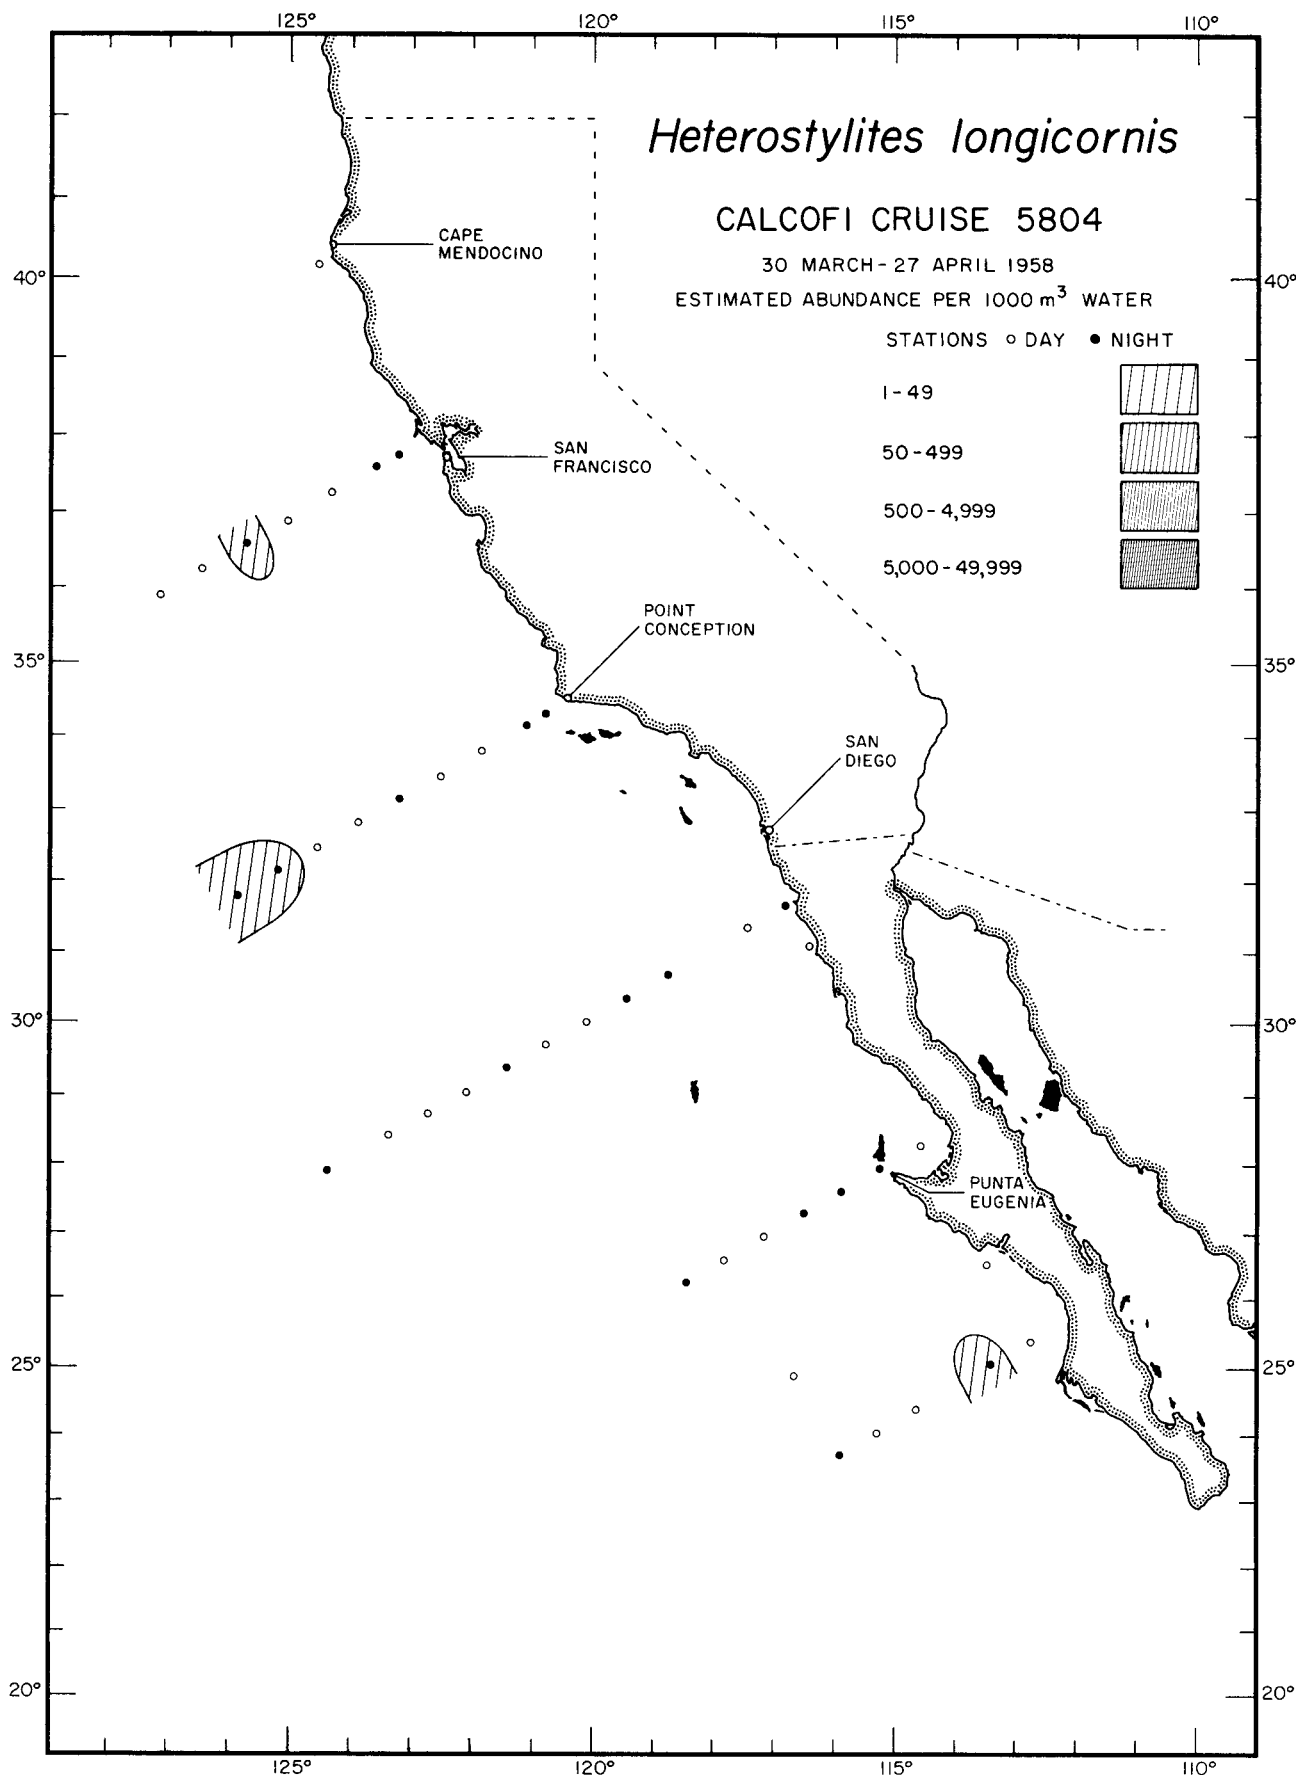 125° 120° 115° 110°
Heterostylites longicornis
CALCOFI CRUISE 5804
30 MARCH-27 APRIL 1958
ESTIMATED ABUNDANCE PER 1000 m³ WATER
STATIONS ○ DAY ● NIGHT
1-49
50-499
500-4,999
5,000-49,999
CAPE
MENDOCINO
40° 40°
SAN
FRANCISCO
POINT
CONCEPTION
35° 35°
SAN
DIEGO
30° 30°
PUNTA
EUGENIA
25° 25°
20° 20°
125° 120° 115° 110°